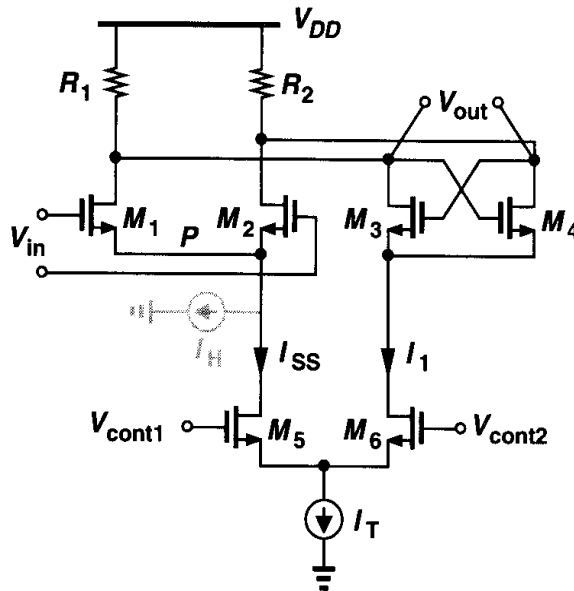 V_DD
R_1
R_2
V_out
M_1
P
M_2
M_3
M_4
V_in
I_H
I_SS
I_1
V_cont1
M_5
M_6
V_cont2
I_T